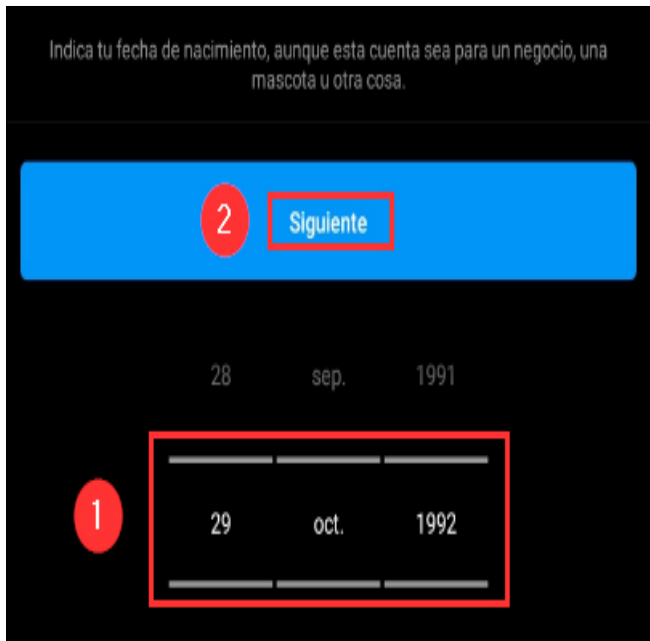 Indica tu fecha de nacimiento, aunque esta cuenta sea para un negocio, una
mascota u otra cosa.
2 Siguiente
28 sep. 1991
1 29 oct. 1992